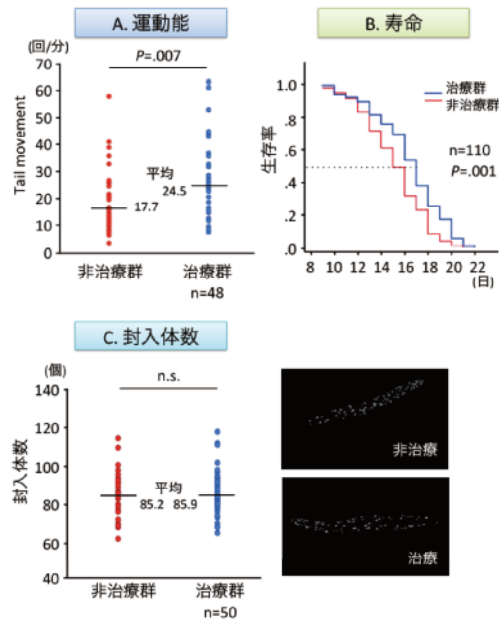 A. 運動能
(回/分)
P=.007
70
60
50
40
30
20
10
0
Tail movement
平均
24.5
17.7
非治療群
治療群
n=48
B. 寿命
治療群
非治療群
1.0
.8
.6
.4
.2
.0
生存率
n=110
P=.001
8 10 12 14 16 18 20 22
(日)
C. 封入体数
(個)
n.s.
140
120
100
80
60
40
封入体数
平均
85.2 85.9
非治療群
治療群
n=50
非治療
治療